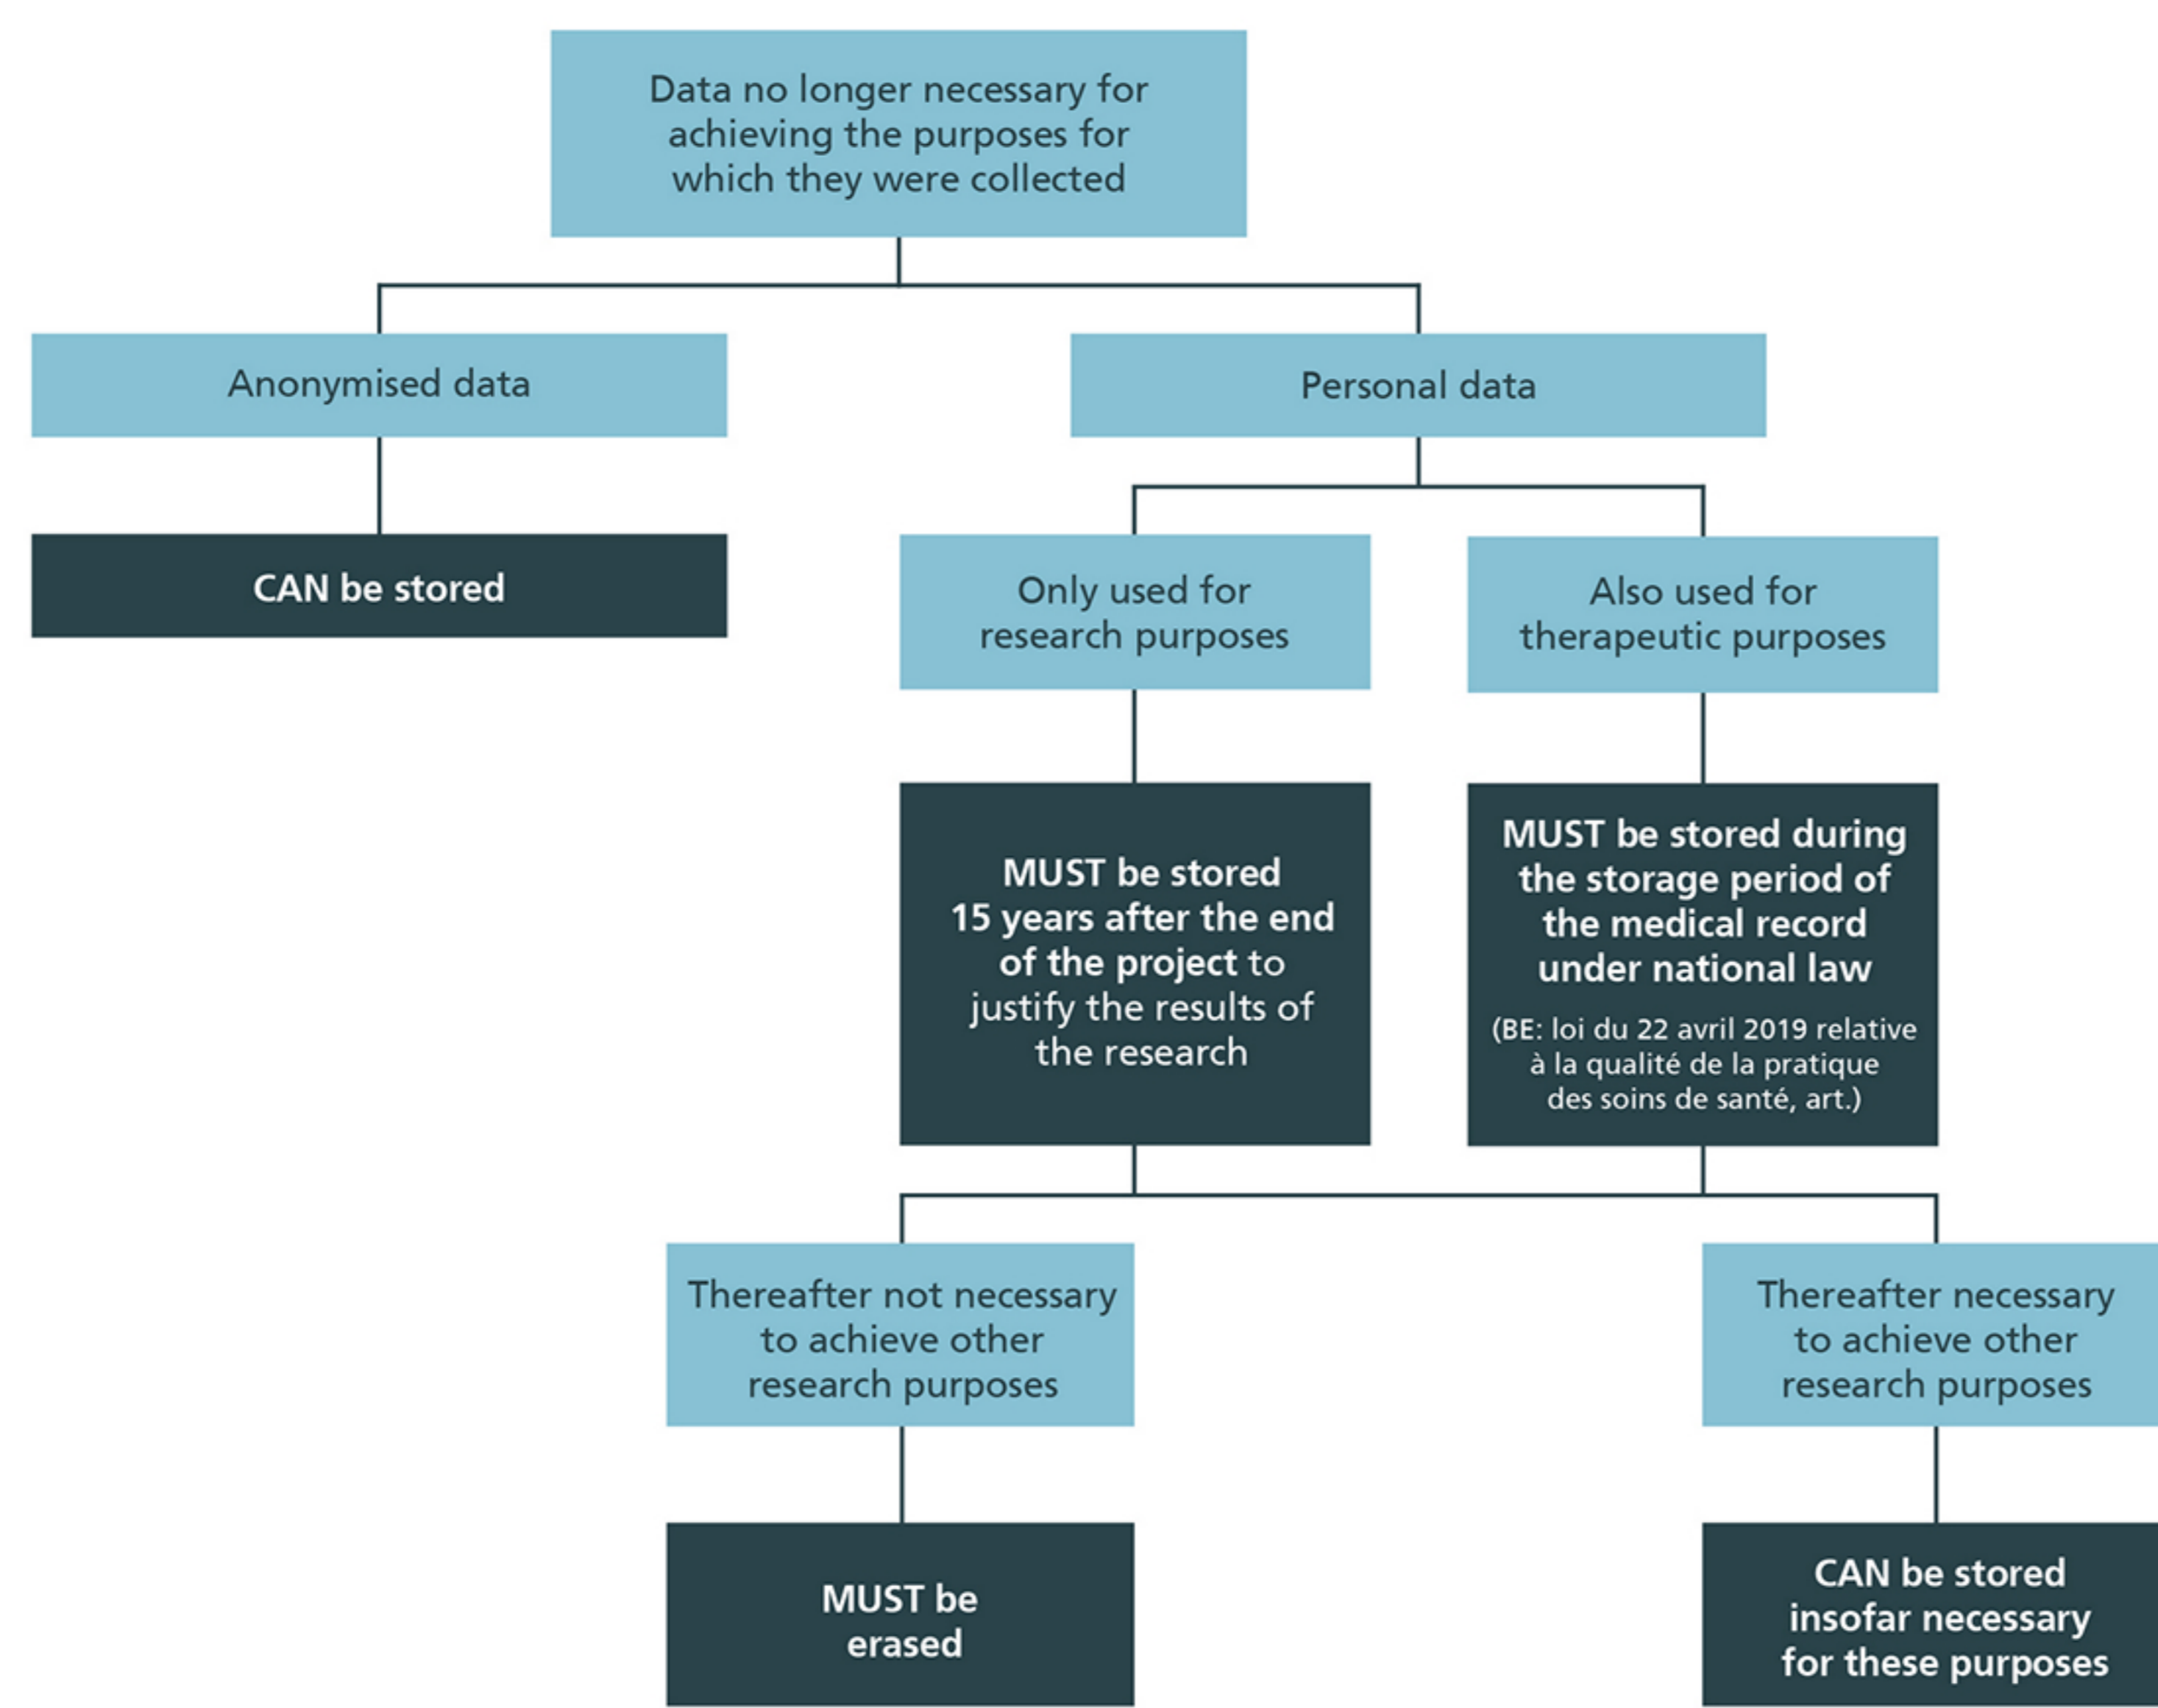 Data no longer necessary for
achieving the purposes for
which they were collected
Anonymised data
Personal data
CAN be stored
Only used for
research purposes
Also used for
therapeutic purposes
MUST be stored
15 years after the end
of the project to
justify the results of
the research
MUST be stored during
the storage period of
the medical record
under national law
(BE: loi du 22 avril 2019 relative
à la qualité de la pratique
des soins de santé, art.)
Thereafter not necessary
to achieve other
research purposes
Thereafter necessary
to achieve other
research purposes
MUST be
erased
CAN be stored
insofar necessary
for these purposes